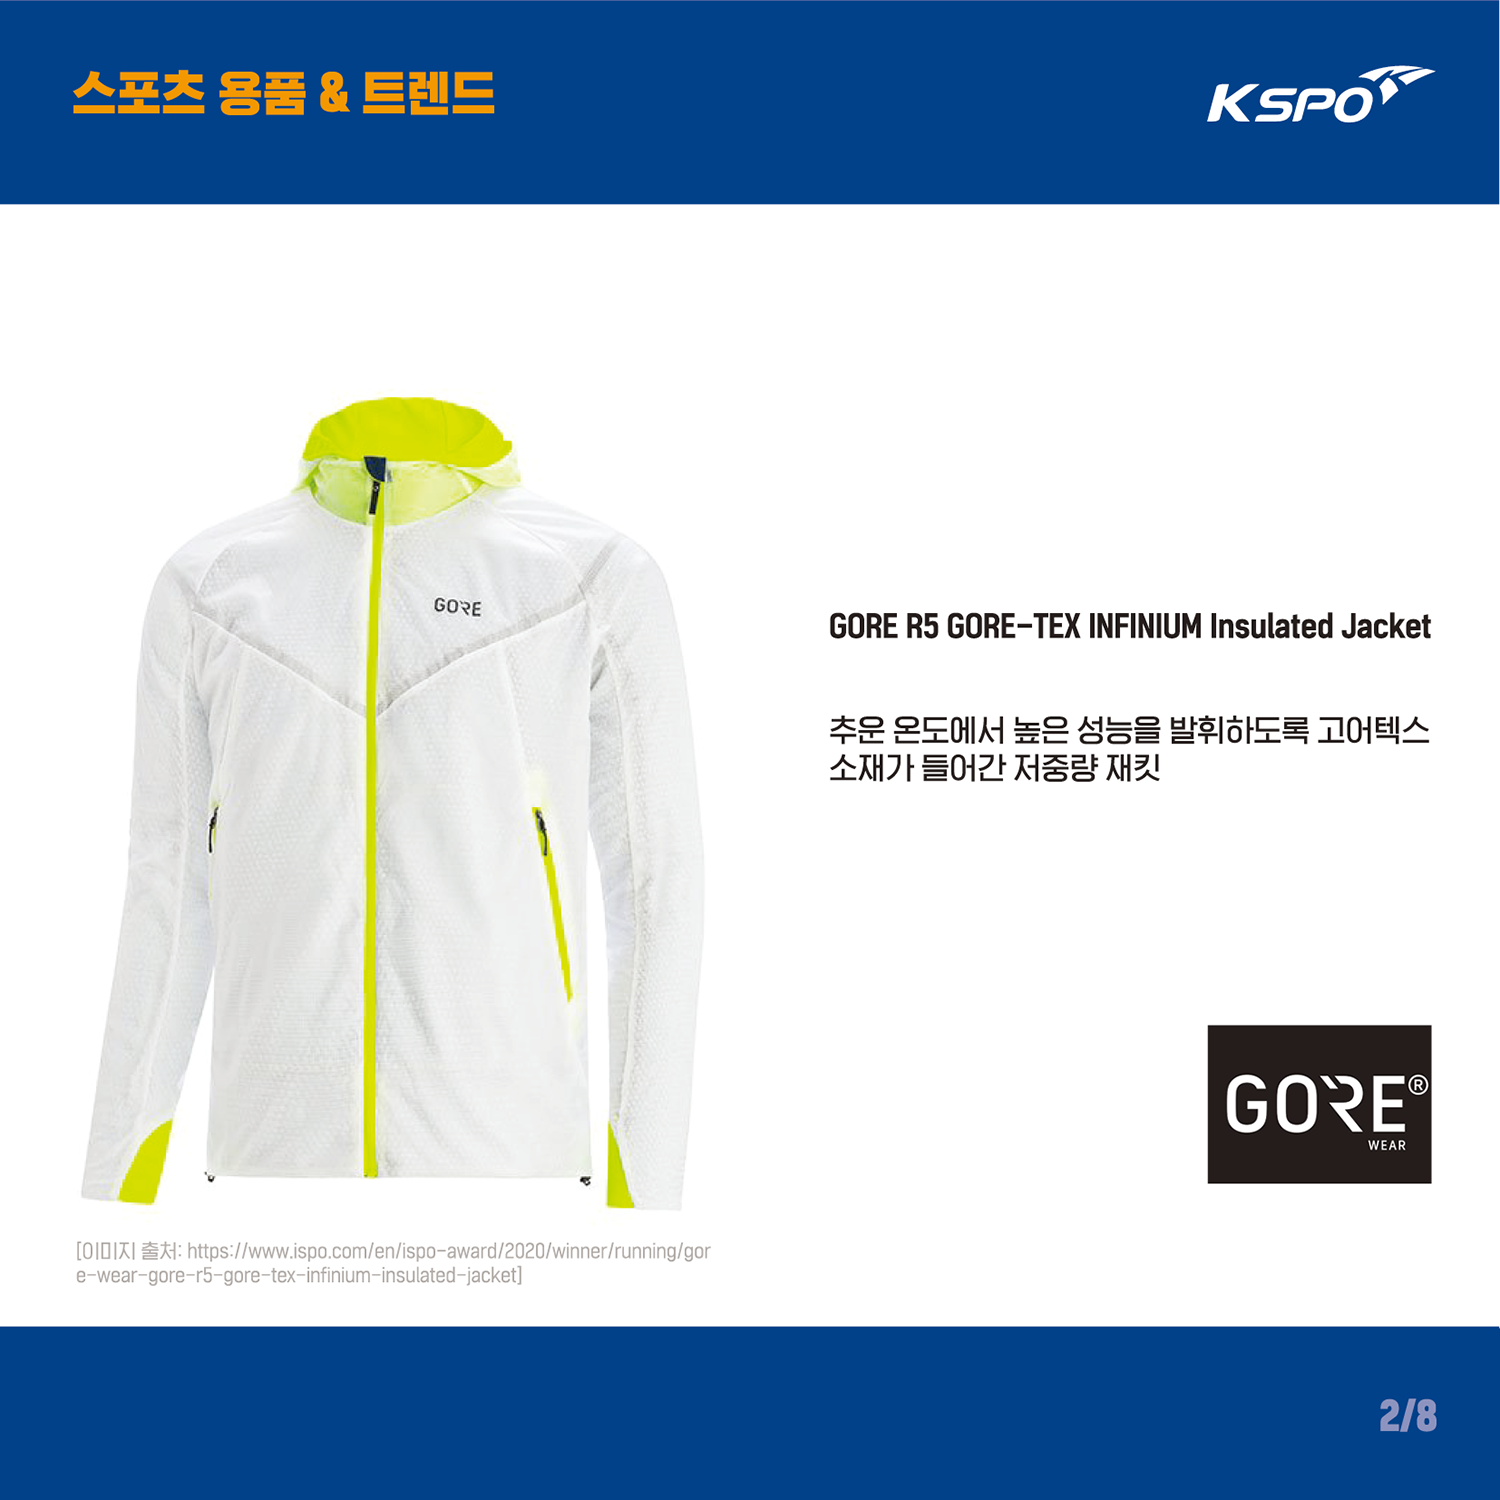 스포츠 용품 & 트렌드
KSPO
GORE
GORE R5 GORE-TEX INFINIUM Insulated Jacket
추운 온도에서 높은 성능을 발휘하도록 고어텍스
소재가 들어간 저중량 재킷
GORE®
WEAR
[이미지 출처: https://www.ispo.com/en/ispo-award/2020/winner/running/gor
e-wear-gore-r5-gore-tex-infinium-insulated-jacket]
2/8